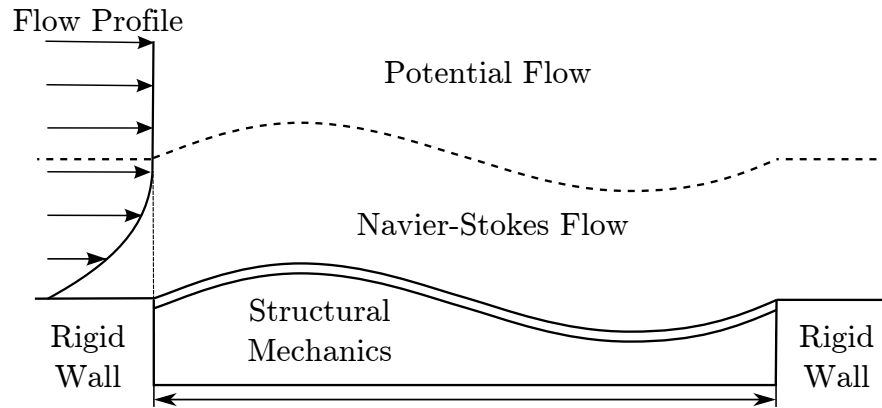 Flow Profile
Potential Flow
Navier-Stokes Flow
Structural
Mechanics
Rigid
Wall
Rigid
Wall